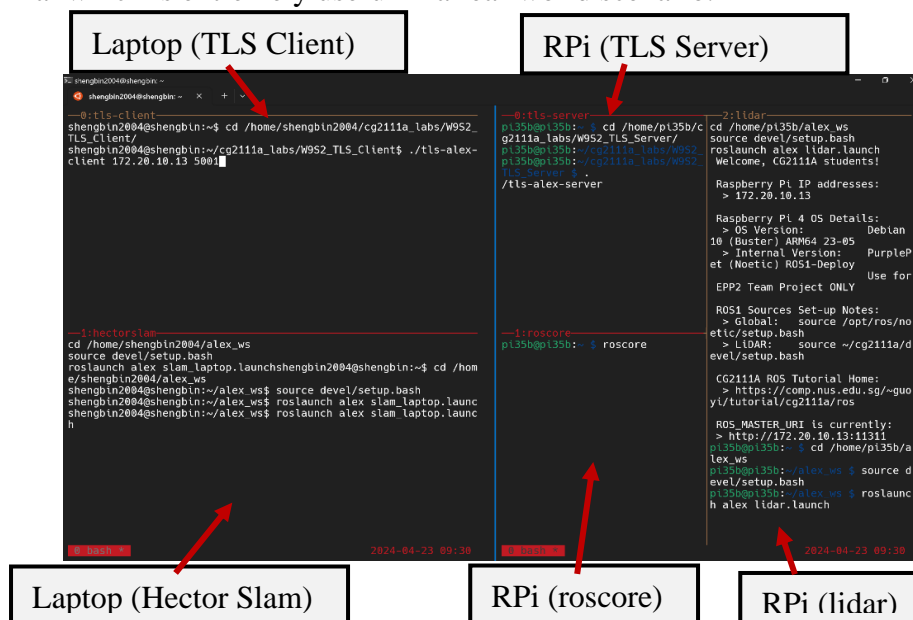 Laptop (TLS Client)
RPi (TLS Server)
shengbin2004@shengbin: ~
shengbin2004@shengbin: ~
0:tls-client
shengbin2004@shengbin:~$ cd /home/shengbin2004/cg2111a_labs/W9S2_
TLS_Client/
shengbin2004@shengbin:~/cg2111a_labs/W9S2_TLS_Client$ ./tls-alex-
client 172.20.10.13 5001
1:hectorslam
cd /home/shengbin2004/alex_ws
source devel/setup.bash
roslaunch alex slam_laptop.launchshengbin2004@shengbin:~$ cd /hom
e/shengbin2004/alex_ws
shengbin2004@shengbin:~/alex_ws$ source devel/setup.bash
shengbin2004@shengbin:~/alex_ws$ roslaunch alex slam_laptop.launc
shengbin2004@shengbin:~/alex_ws$ roslaunch alex slam_laptop.launc
h
0 bash *
2024-04-23 09:30
0:tls-server
pi35b@pi35b:~ $ cd /home/pi35b/c
g2111a_labs/W9S2_TLS_Server/
pi35b@pi35b:~/cg2111a_labs/W9S2_
pi35b@pi35b:~/cg2111a_labs/W9S2_
TLS_Server $ .
/tls-alex-server
1:roscore
pi35b@pi35b:~ $ roscore
2:lidar
cd /home/pi35b/alex_ws
source devel/setup.bash
roslaunch alex lidar.launch
Welcome, CG2111A students!
Raspberry Pi IP addresses:
> 172.20.10.13
Raspberry Pi 4 OS Details:
> OS Version: Debian
10 (Buster) ARM64 23-05
> Internal Version: PurpleP
et (Noetic) ROS1-Deploy
Use for
EPP2 Team Project ONLY
ROS1 Sources Set-up Notes:
> Global: source /opt/ros/no
etic/setup.bash
> LiDAR: source ~/cg2111a/d
evel/setup.bash
CG2111A ROS Tutorial Home:
> https://comp.nus.edu.sg/~guo
yi/tutorial/cg2111a/ros
ROS_MASTER_URI is currently:
> http://172.20.10.13:11311
pi35b@pi35b:~ $ cd /home/pi35b/a
lex_ws
pi35b@pi35b:~/alex_ws $ source d
evel/setup.bash
pi35b@pi35b:~/alex_ws $ roslaunc
h alex lidar.launch
0 bash *
2024-04-23 09:30
Laptop (Hector Slam)
RPi (roscore)
RPi (lidar)